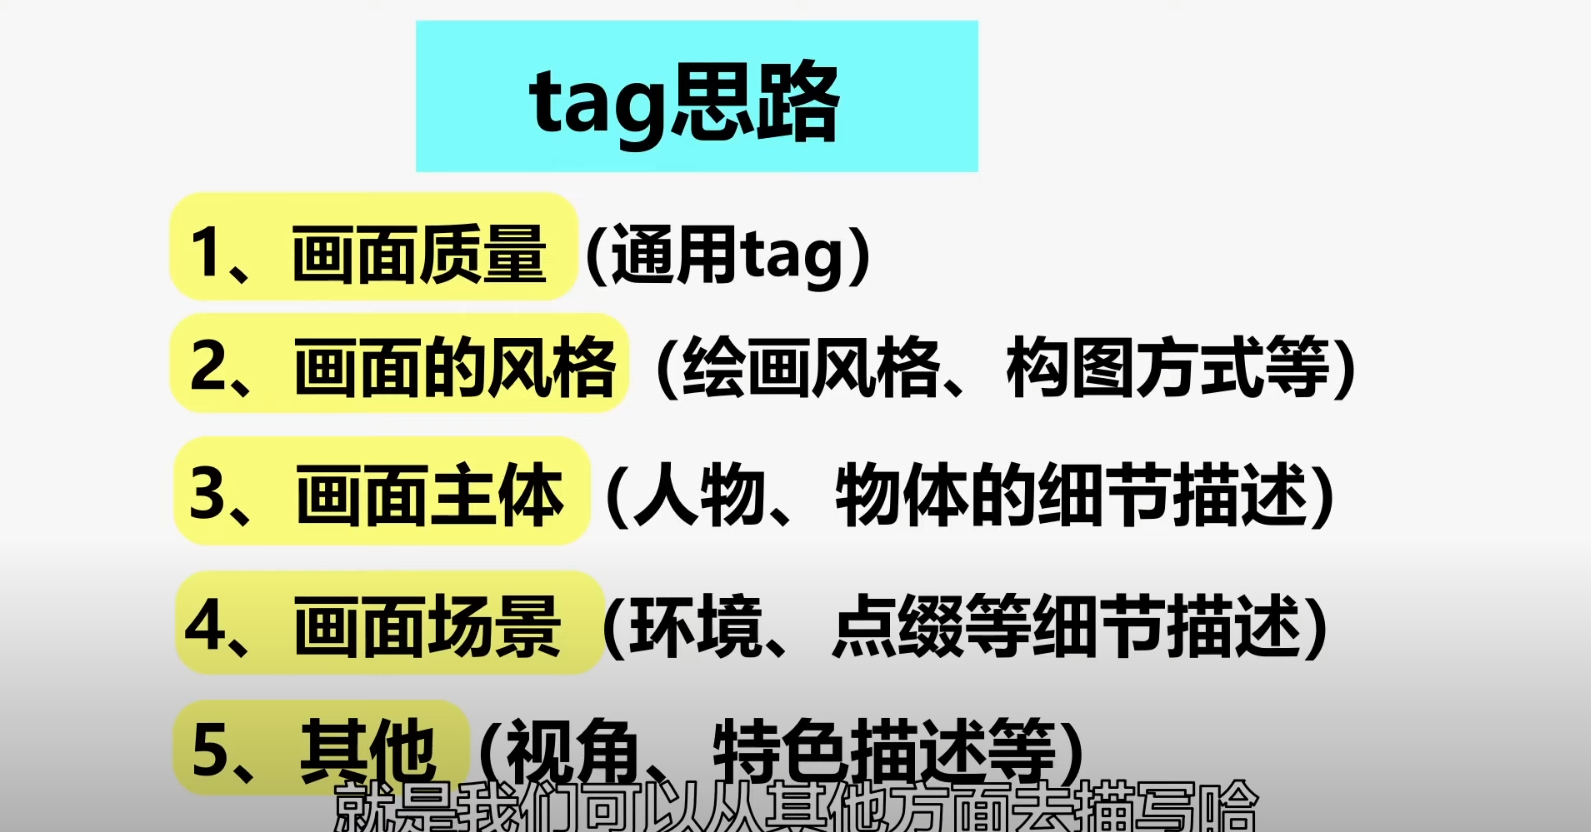 tag思路
1、画面质量（通用tag）
2、画面的风格（绘画风格、构图方式等）
3、画面主体（人物、物体的细节描述）
4、画面场景（环境、点缀等细节描述）
5、其他（视角、特色描述等）
就是我们可以从其他方面去描写哈